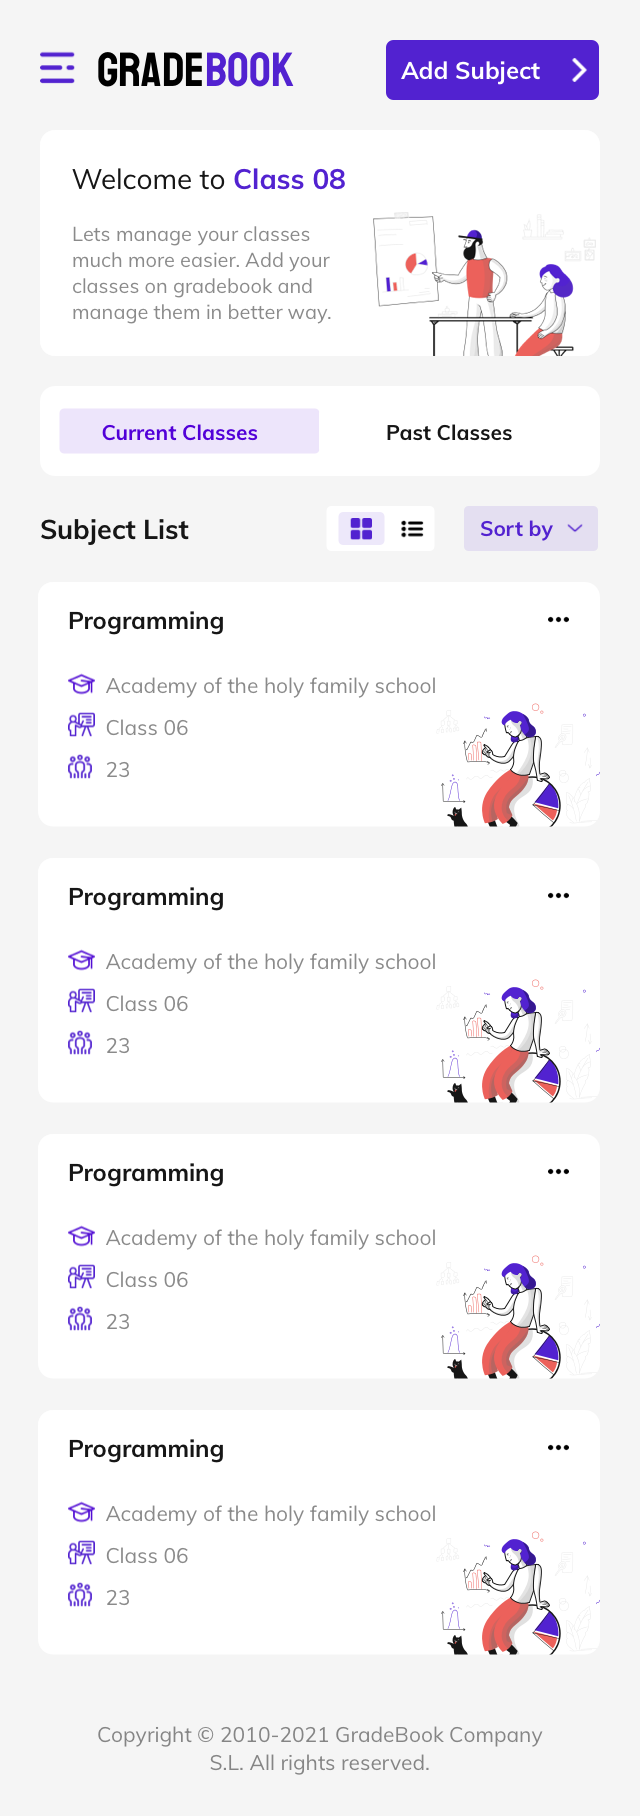 GRADEBOOK
Add Subject
Welcome to Class 08
Lets manage your classes
much more easier. Add your
classes on gradebook and
manage them in better way.
Current Classes
Past Classes
Subject List
Sort by
Programming
Academy of the holy family school
Class 06
23
Programming
Academy of the holy family school
Class 06
23
Programming
Academy of the holy family school
Class 06
23
Programming
Academy of the holy family school
Class 06
23
Copyright © 2010-2021 GradeBook Company
S.L. All rights reserved.